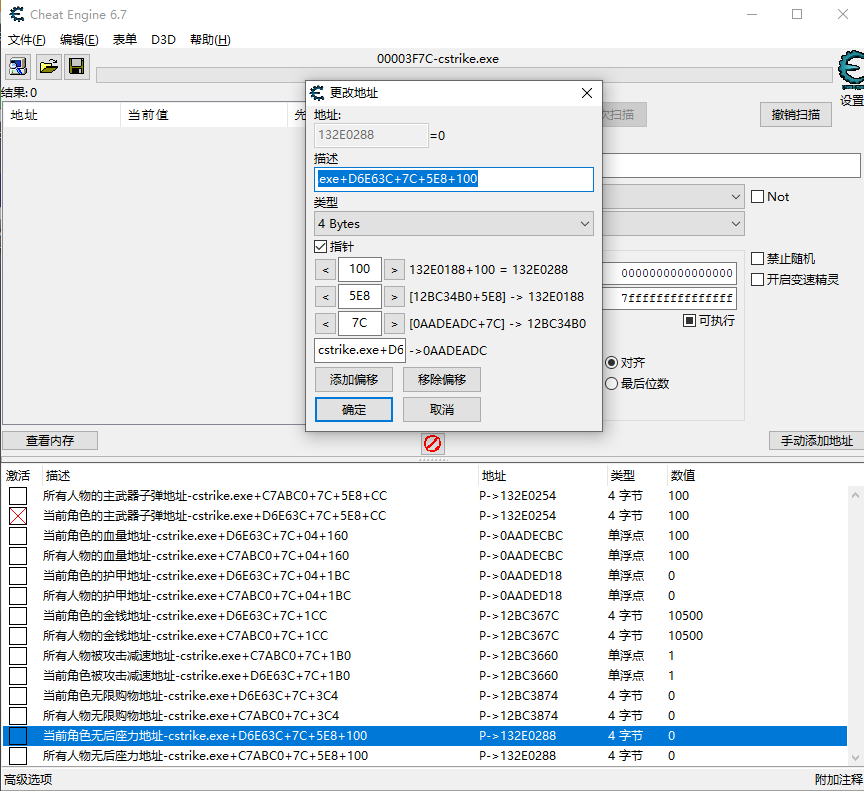 Cheat Engine 6.7
文件(F) 编辑(E) 表单 D3D 帮助(H)
00003F7C-cstrike.exe
设置
结果: 0
地址 当前值 先
次扫描 撤销扫描
Not
禁止随机
开启变速精灵
0000000000000000
7fffffffffffffff
可执行
对齐
最后位数
更改地址
地址:
132E0288 =0
描述
.exe+D6E63C+7C+5E8+100
类型
4 Bytes
指针
< 100 > 132E0188+100 = 132E0288
< 5E8 > [12BC34B0+5E8] -> 132E0188
< 7C > [0AADEADC+7C] -> 12BC34B0
cstrike.exe+D6 ->0AADEADC
添加偏移 移除偏移
确定 取消
查看内存 手动添加地址
激活 描述 地址 类型 数值
所有人物的主武器子弹地址-cstrike.exe+C7ABC0+7C+5E8+CC P->132E0254 4 字节 100
当前角色的主武器子弹地址-cstrike.exe+D6E63C+7C+5E8+CC P->132E0254 4 字节 100
当前角色的血量地址-cstrike.exe+D6E63C+7C+04+160 P->0AADECBC 单浮点 100
所有人物的血量地址-cstrike.exe+C7ABC0+7C+04+160 P->0AADECBC 单浮点 100
当前角色的护甲地址-cstrike.exe+D6E63C+7C+04+1BC P->0AADED18 单浮点 0
所有人物的护甲地址-cstrike.exe+C7ABC0+7C+04+1BC P->0AADED18 单浮点 0
当前角色的金钱地址-cstrike.exe+D6E63C+7C+1CC P->12BC367C 4 字节 10500
所有人物的金钱地址-cstrike.exe+C7ABC0+7C+1CC P->12BC367C 4 字节 10500
所有人物被攻击减速地址-cstrike.exe+C7ABC0+7C+1B0 P->12BC3660 单浮点 1
当前角色被攻击减速地址-cstrike.exe+D6E63C+7C+1B0 P->12BC3660 单浮点 1
当前角色无限购物地址-cstrike.exe+D6E63C+7C+3C4 P->12BC3874 4 字节 0
所有人物无限购物地址-cstrike.exe+C7ABC0+7C+3C4 P->12BC3874 4 字节 0
当前角色无后座力地址-cstrike.exe+D6E63C+7C+5E8+100 P->132E0288 4 字节 0
所有人物无后座力地址-cstrike.exe+C7ABC0+7C+5E8+100 P->132E0288 4 字节 0
高级选项 附加注释